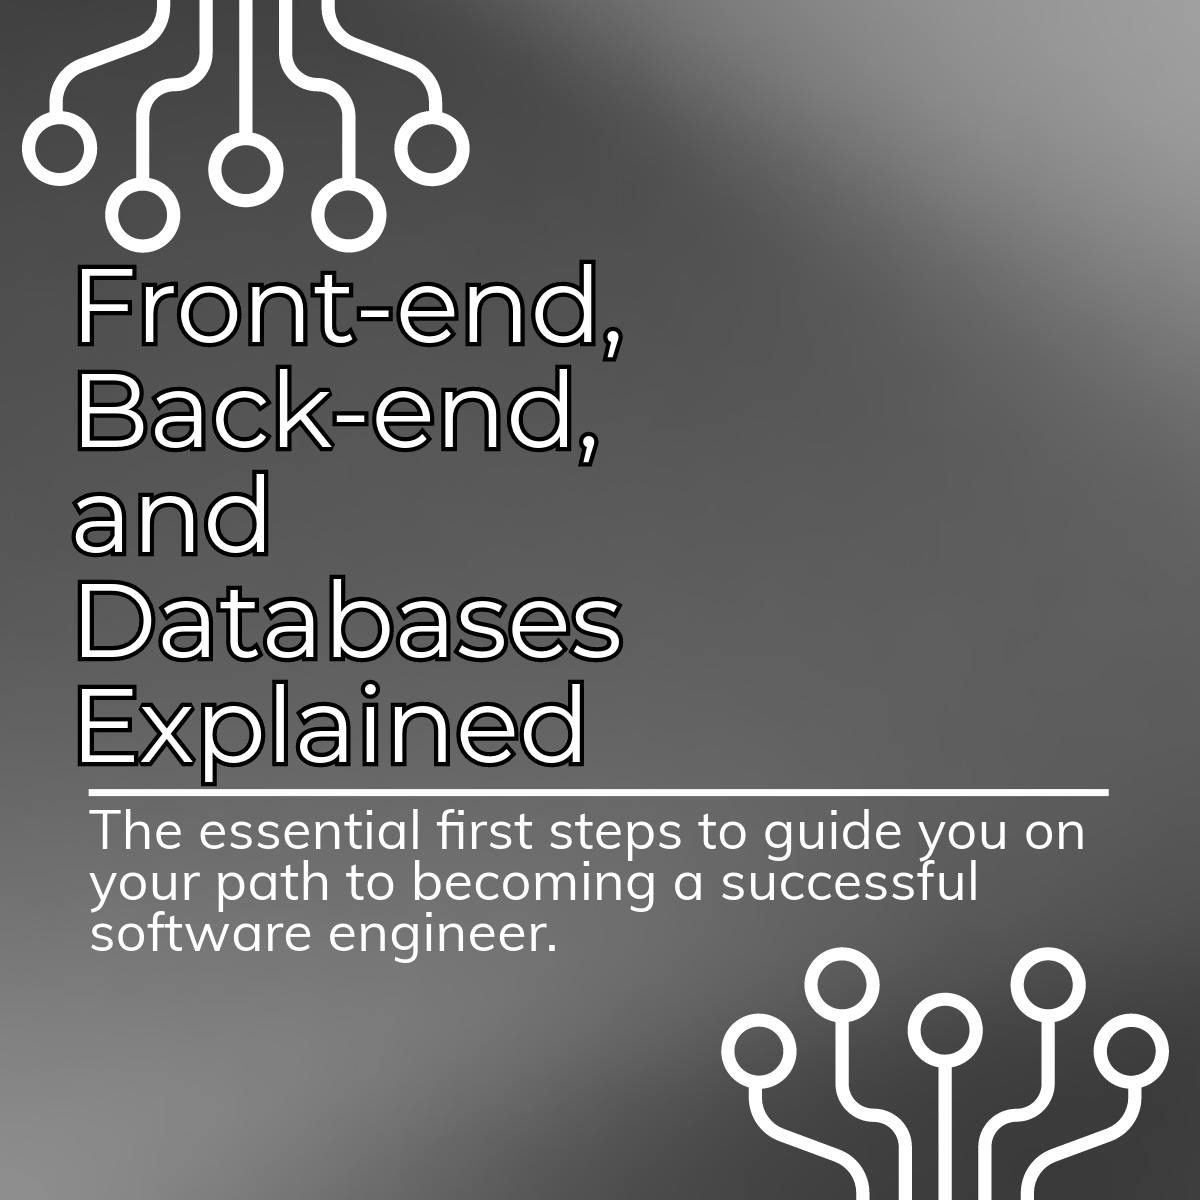 Front-end,
Back-end,
and
Databases
Explained
The essential first steps to guide you on
your path to becoming a successful
software engineer.